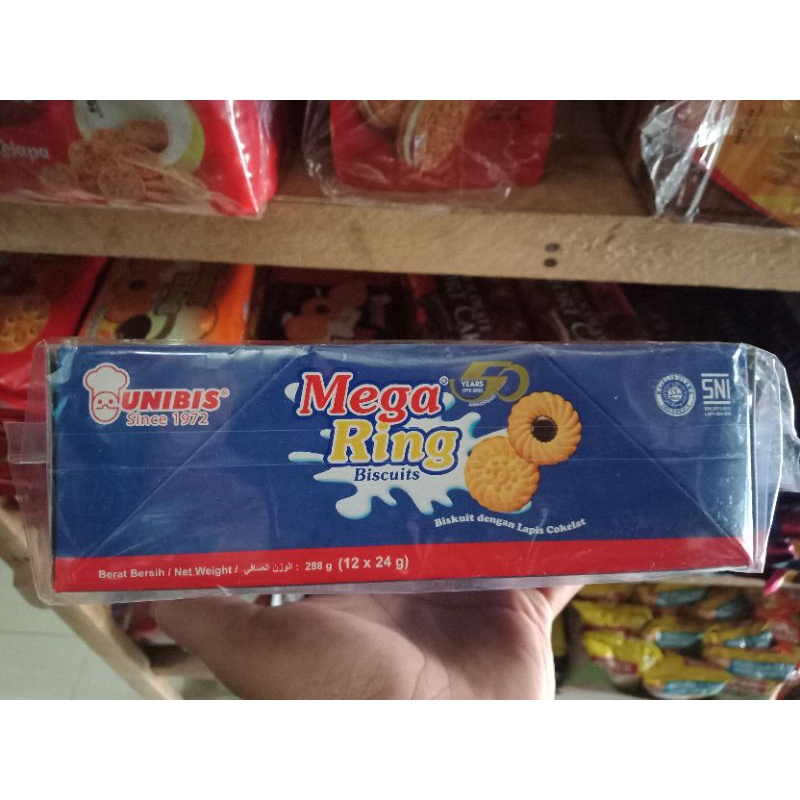 Kelapa
UNIBIS®
Since 1972
Mega®
Ring
Biscuits
50
YEARS
Biskuit dengan Lapis Cokelat
SNI
Berat Bersih / Net Weight / الوزن الصافي : 288 g (12 x 24 g)